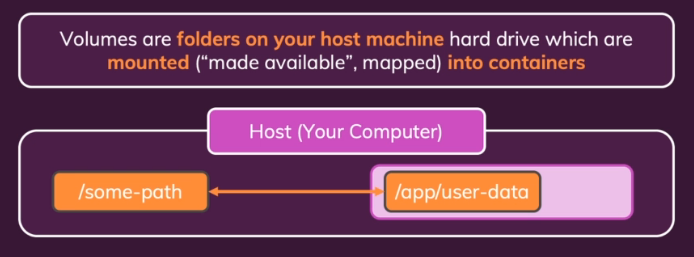 Volumes are folders on your host machine hard drive which are
mounted (“made available”, mapped) into containers
Host (Your Computer)
/some-path
/app/user-data